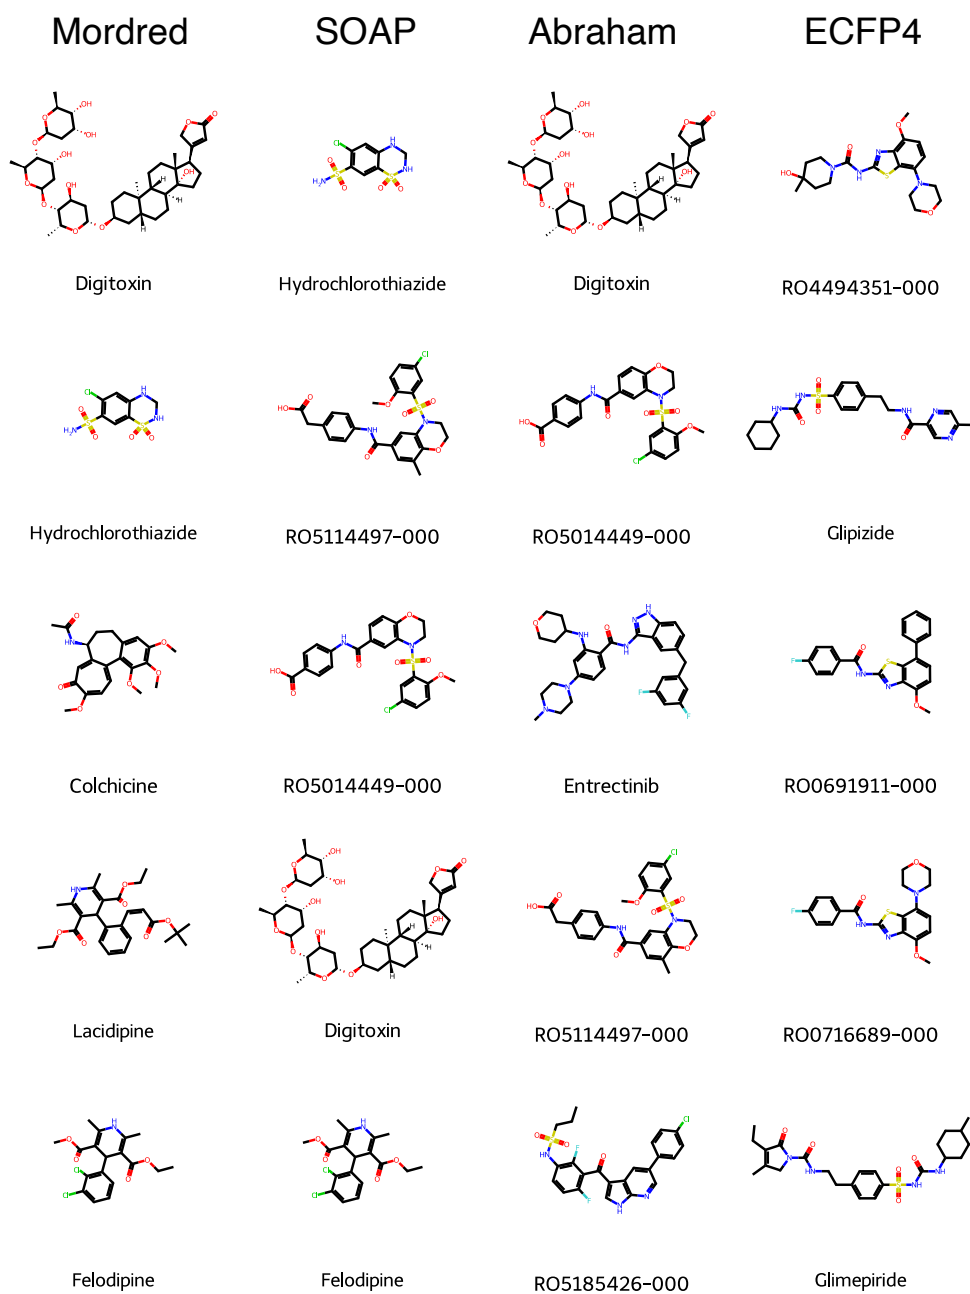 Mordred SOAP Abraham ECFP4
Digitoxin Hydrochlorothiazide Digitoxin RO4494351-000
Hydrochlorothiazide RO5114497-000 RO5014449-000 Glipizide
Colchicine RO5014449-000 Entrectinib RO0691911-000
Lacidipine Digitoxin RO5114497-000 RO0716689-000
Felodipine Felodipine RO5185426-000 Glimepiride